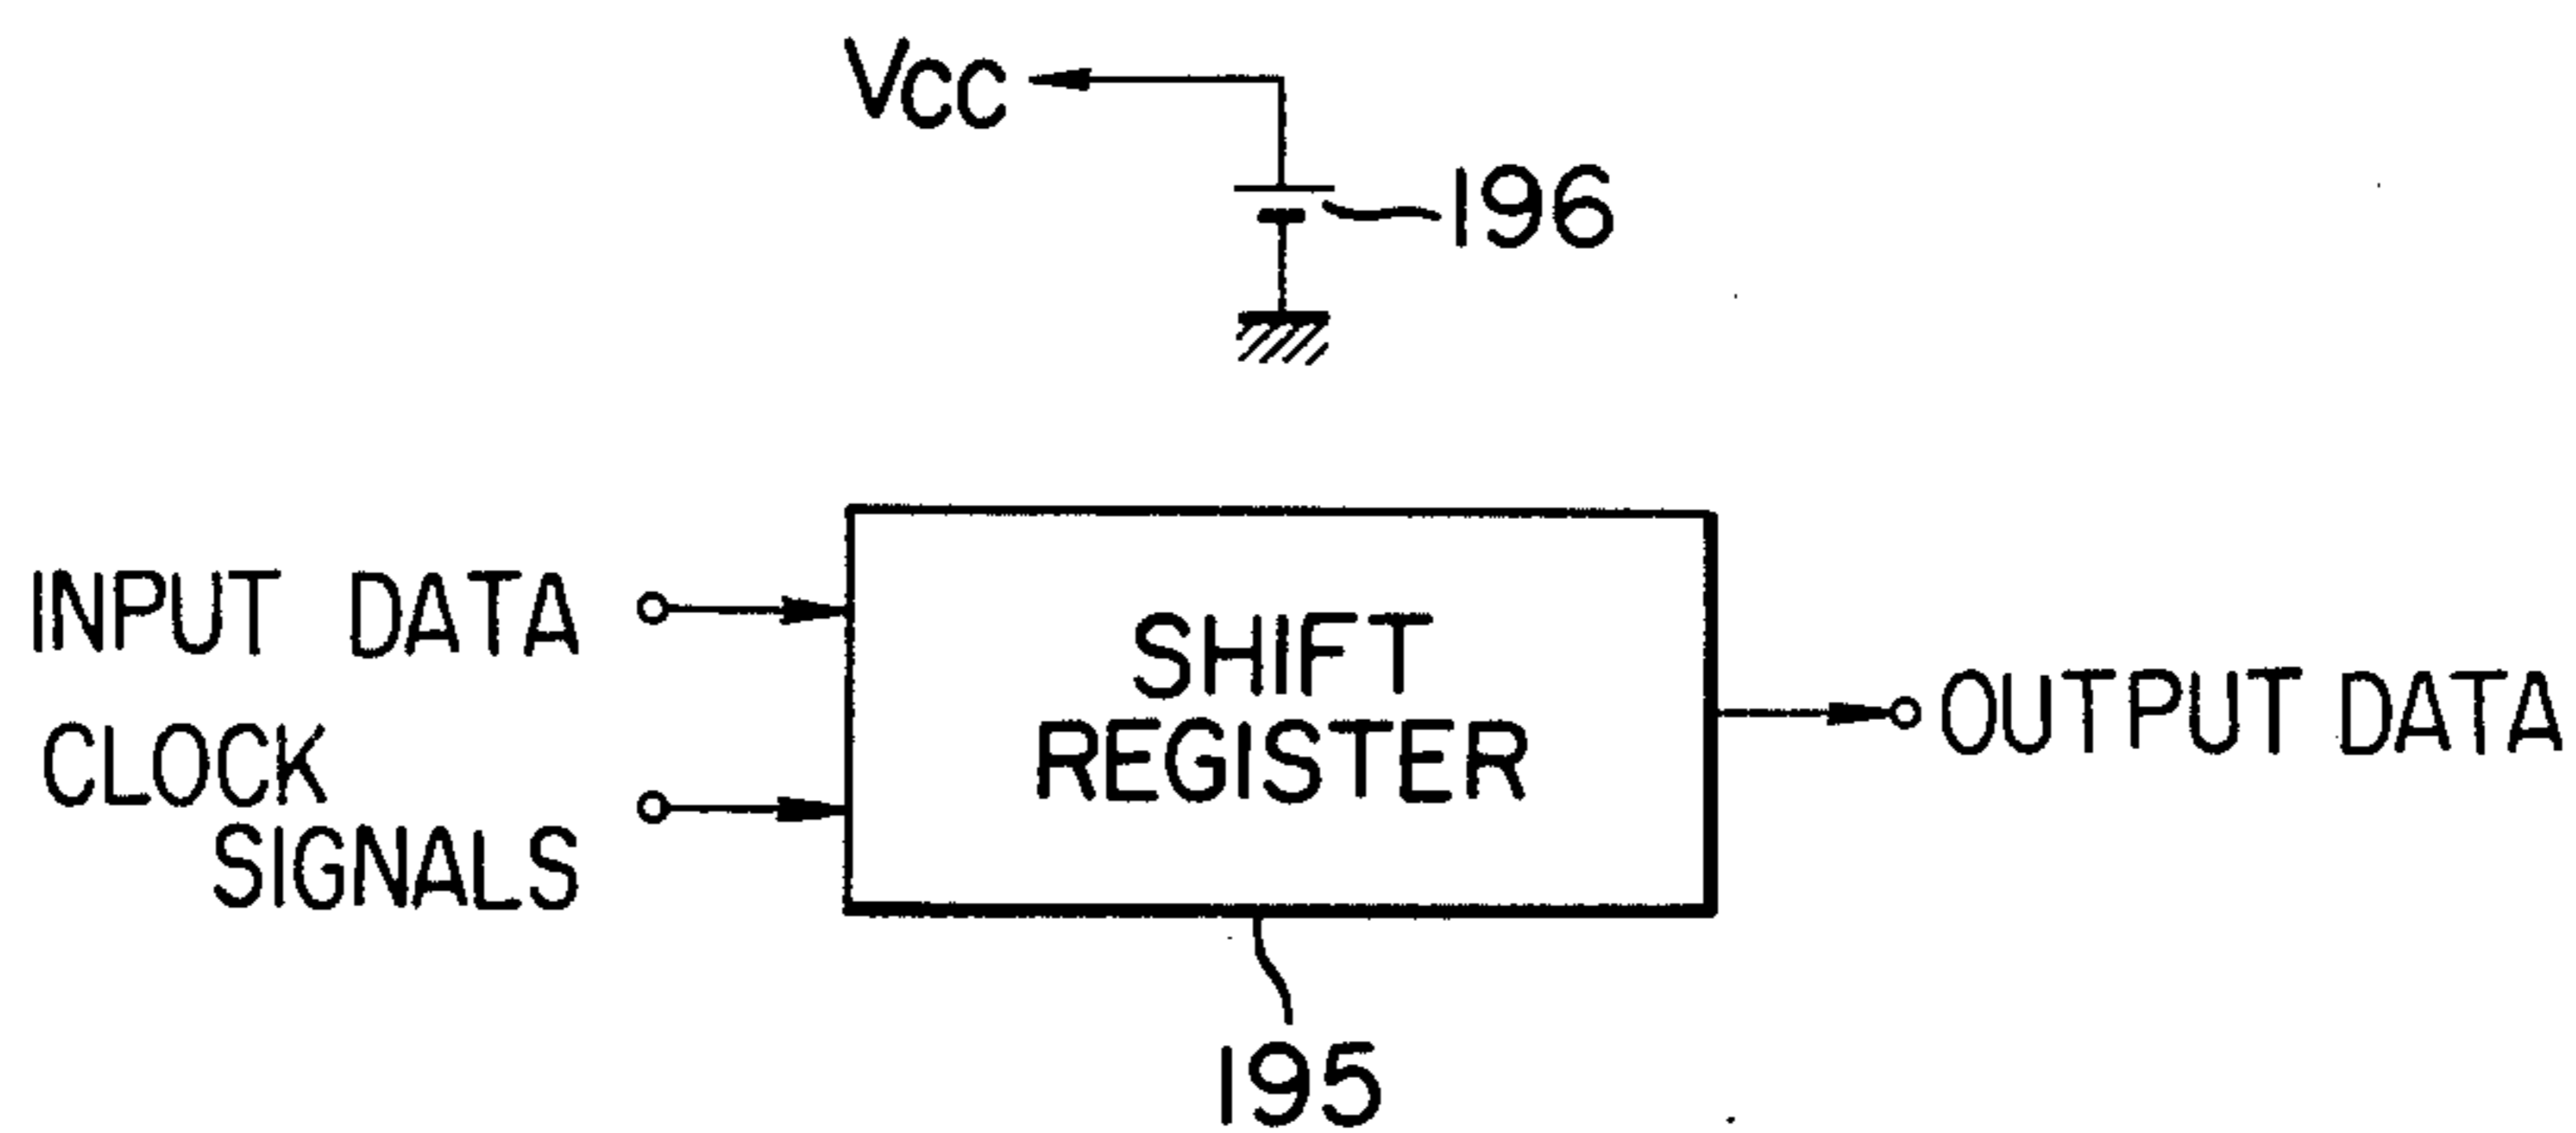 VCC
196
INPUT DATA
CLOCK
SIGNALS
SHIFT
REGISTER
OUTPUT DATA
195